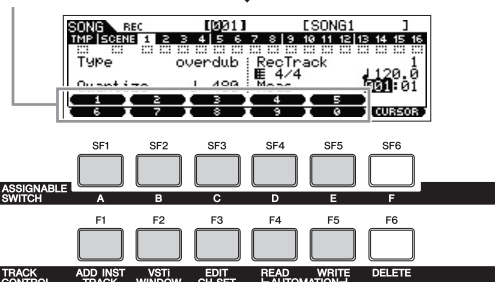 SONG REC [001] [SONG1 ]
TMP SCENE 1 2 3 4 5 6 7 8 9 10 11 12 13 14 15 16
Type overdub RecTrack 1
4/4 ♩120.0
Quantize 480 Meas 001:01
1 2 3 4 5
6 7 8 9 0 CURSOR
SF1 SF2 SF3 SF4 SF5 SF6
ASSIGNABLE
SWITCH A B C D E F
F1 F2 F3 F4 F5 F6
TRACK ADD INST VSTi EDIT READ WRITE DELETE
CONTROL TRACK WINDOW CH SET AUTOMATION